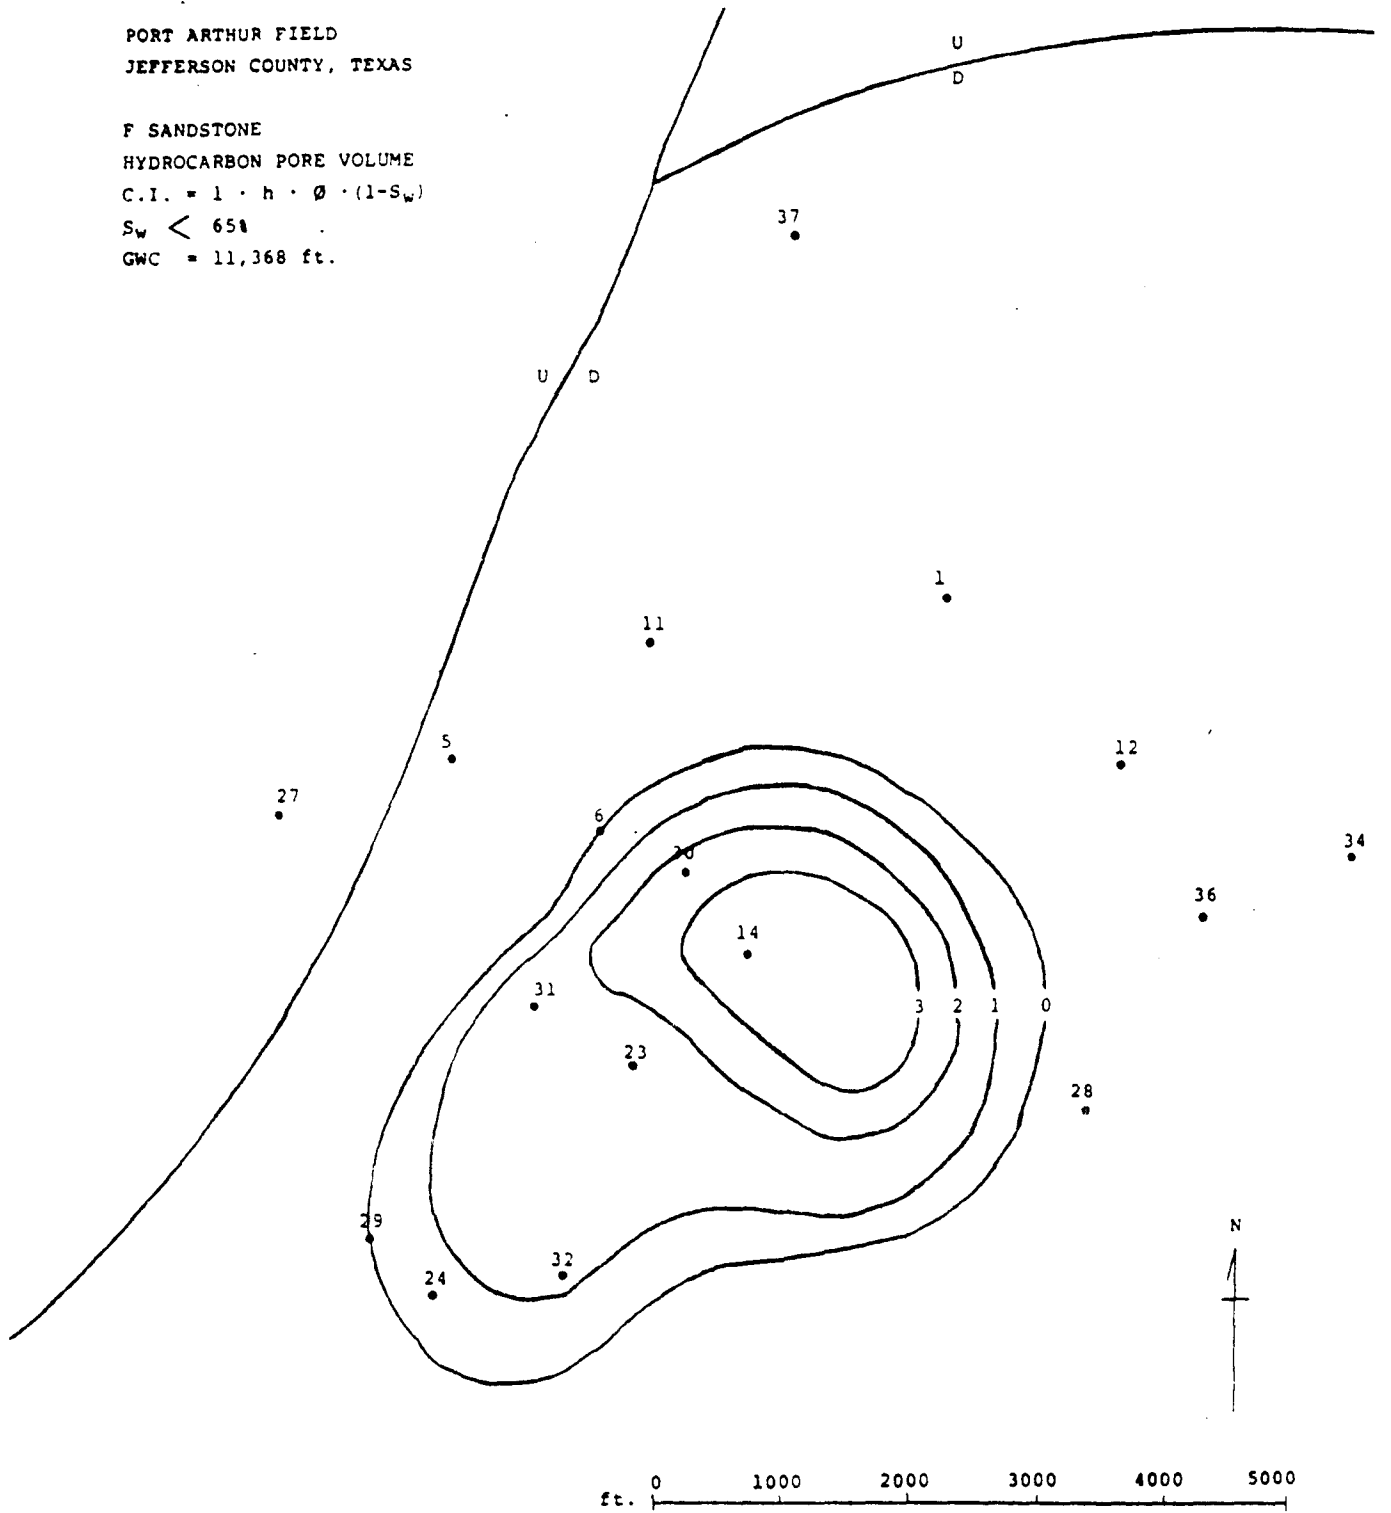 PORT ARTHUR FIELD
JEFFERSON COUNTY, TEXAS
F SANDSTONE
HYDROCARBON PORE VOLUME
C.I. = 1 · h · Ø ·(1-Sw)
Sw < 65%
GWC = 11,368 ft.
U
D
37
U D
1
11
5
12
27
6
34
30
36
14
31
3 2 1 0
23
28
29
N
32
24
0 1000 2000 3000 4000 5000
ft.